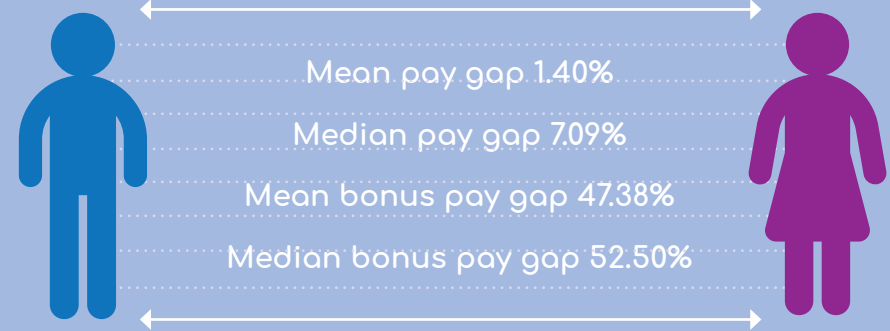 Mean pay gap 1.40%
Median pay gap 7.09%
Mean bonus pay gap 47.38%
Median bonus pay gap 52.50%